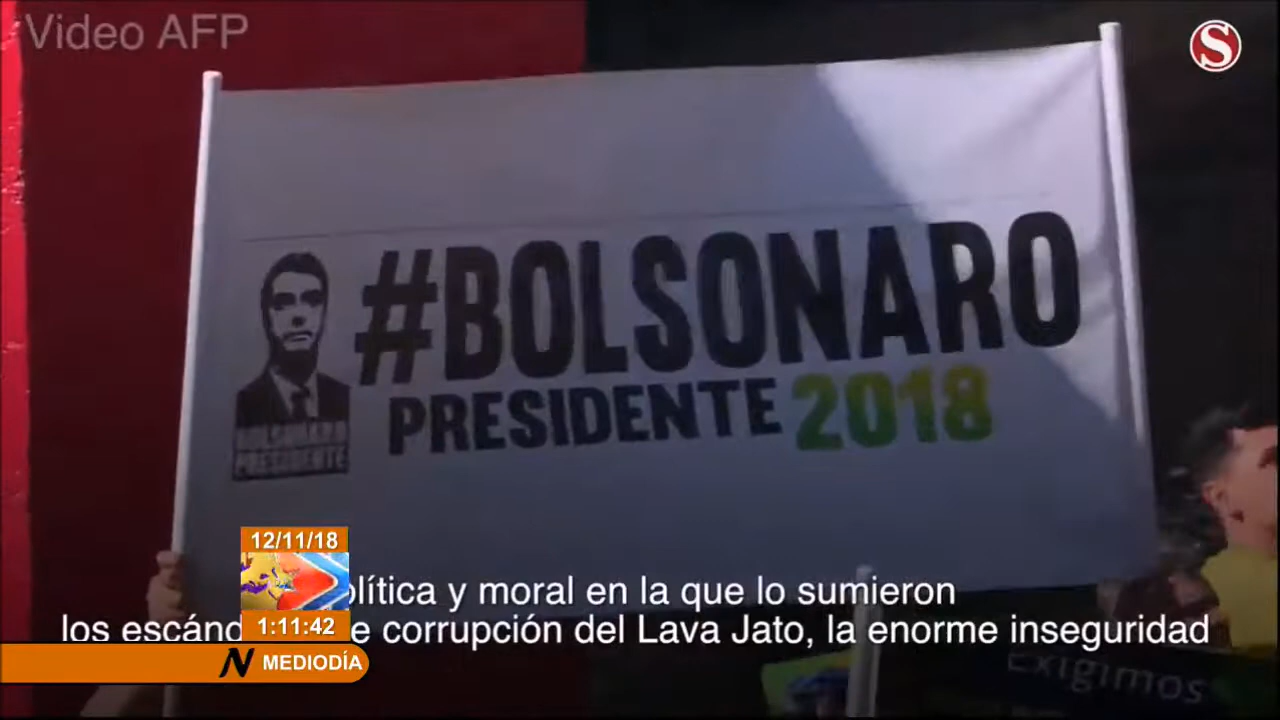 Video AFP
S
#BOLSONARO
PRESIDENTE 2018
BOLSONARO
PRESIDENTE
12/11/18
olítica y moral en la que lo sumieron
los escánd e corrupción del Lava Jato, la enorme inseguridad
1:11:42
N MEDIODÍA
Exigimos